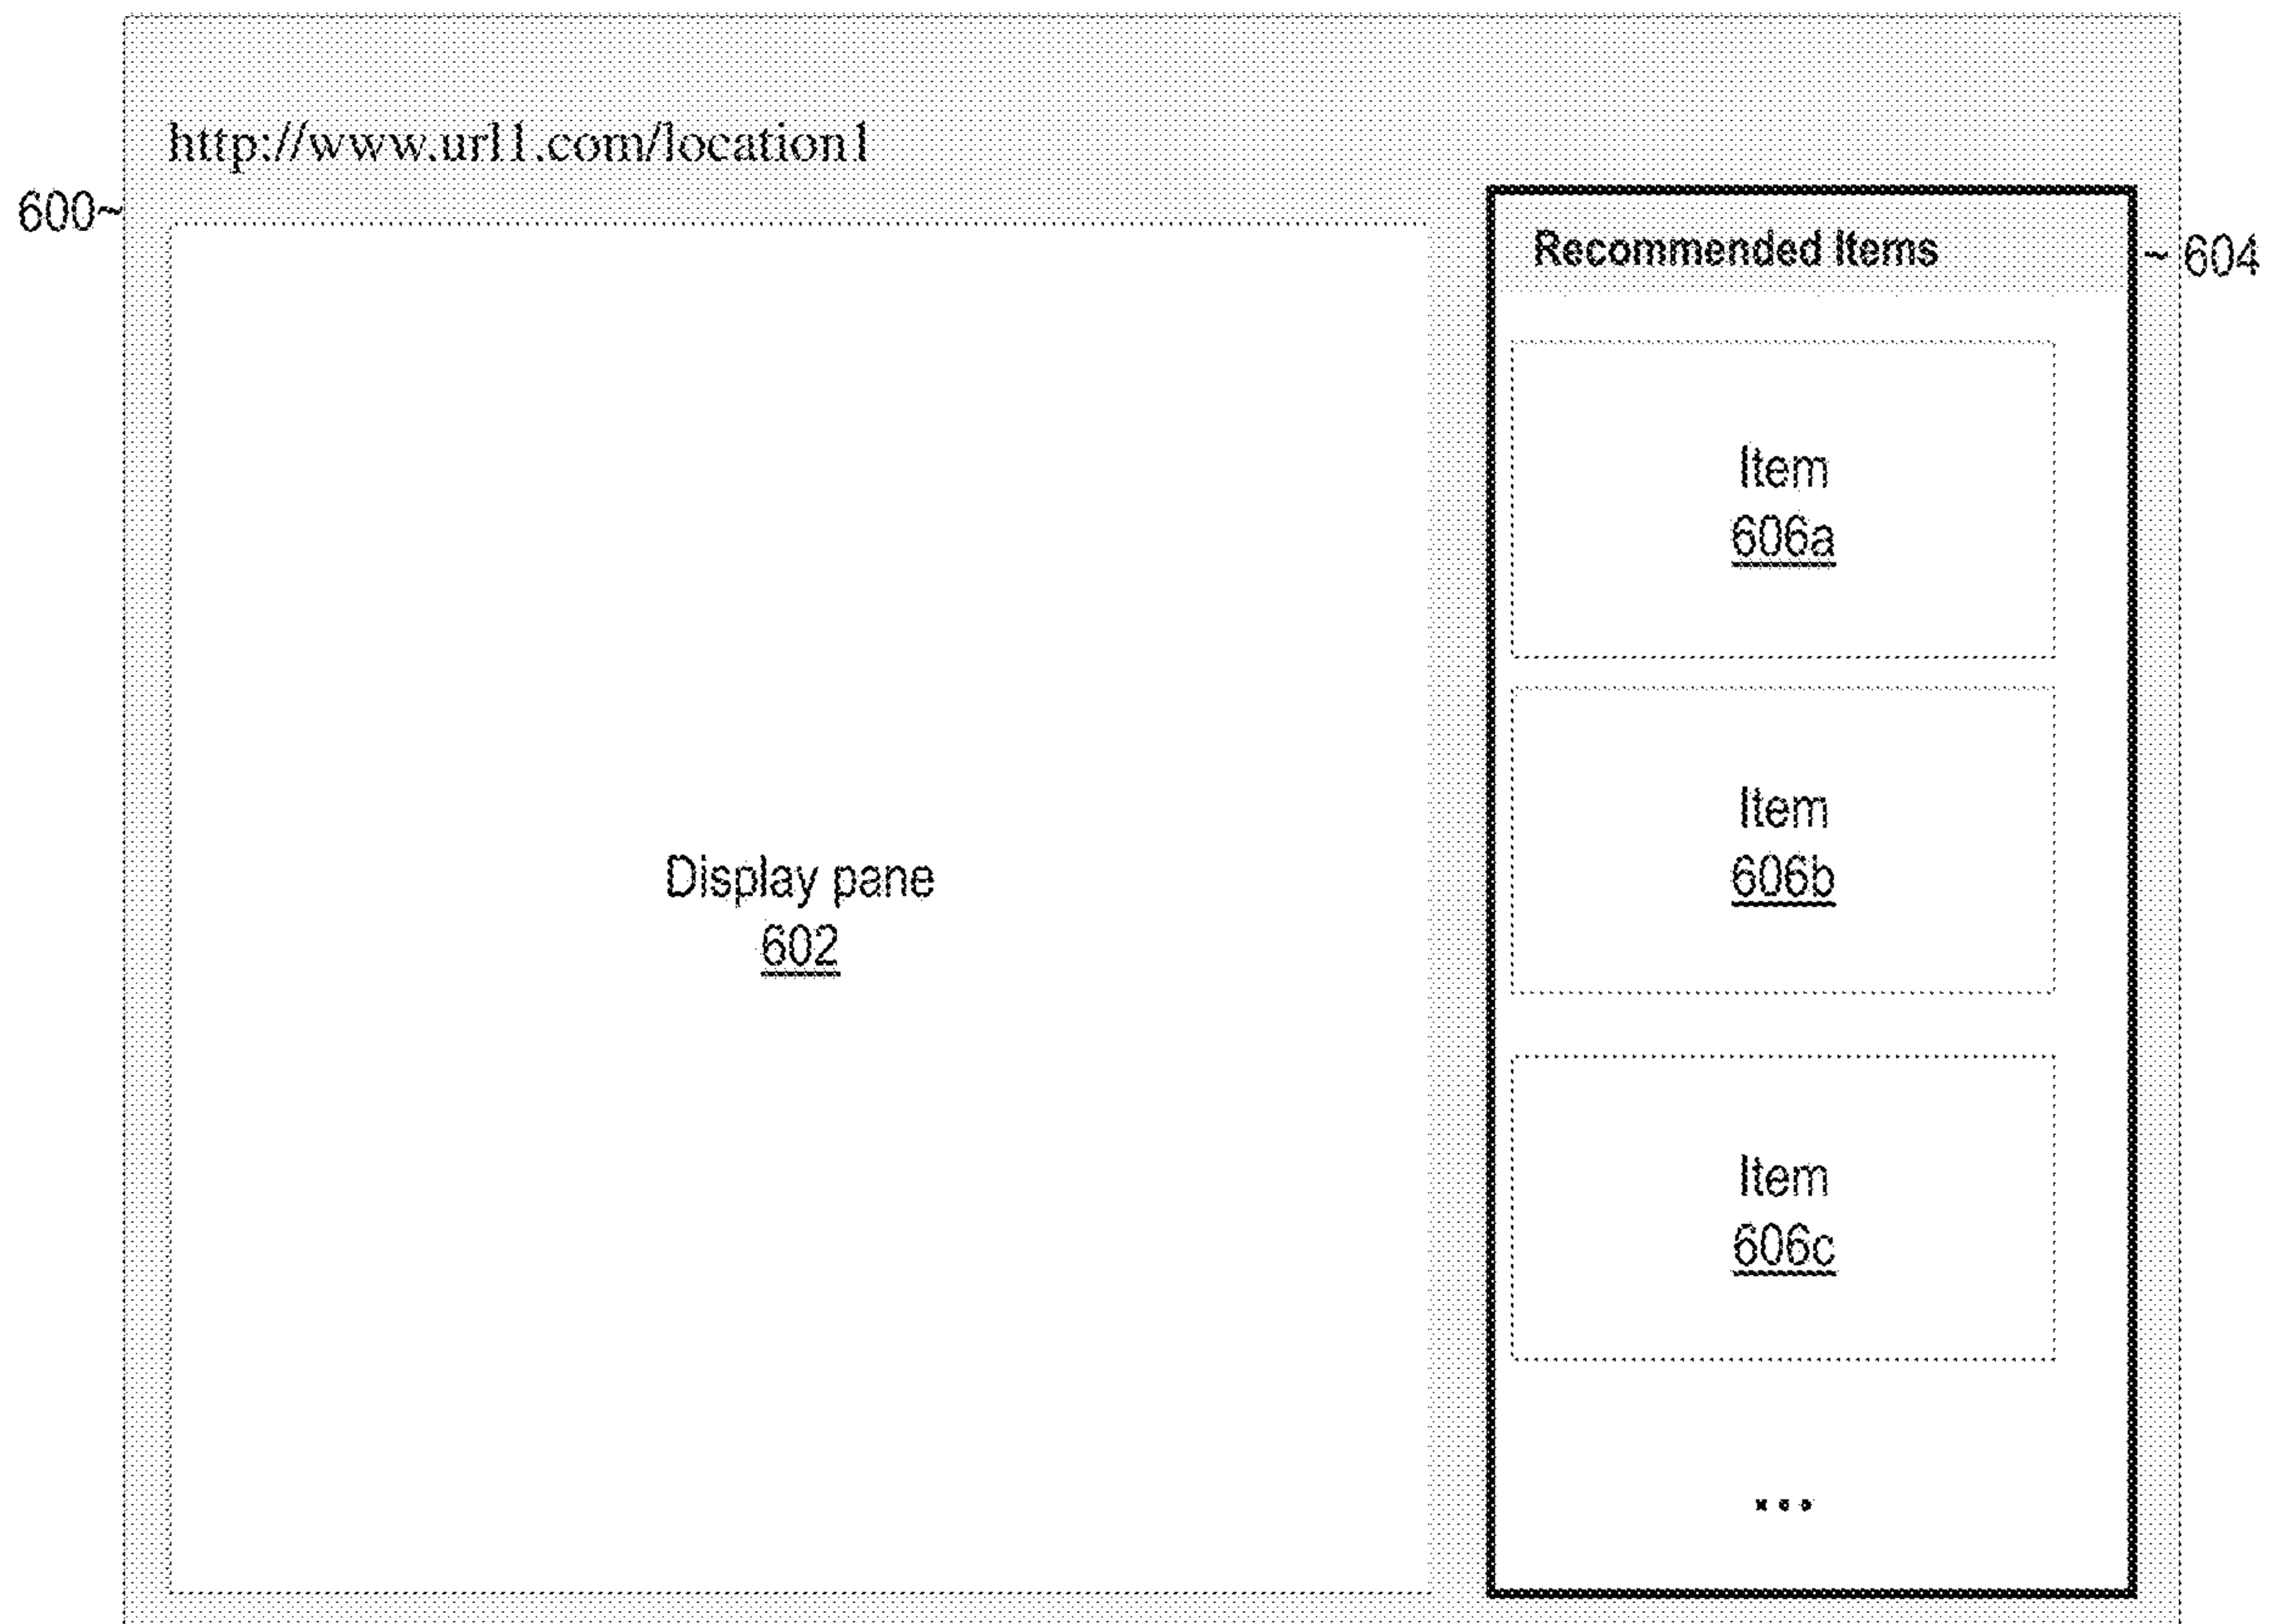 http://www.url1.com/location1
600~
Recommended Items
~ 604
Item
606a
Item
606b
Display pane
602
Item
606c
...